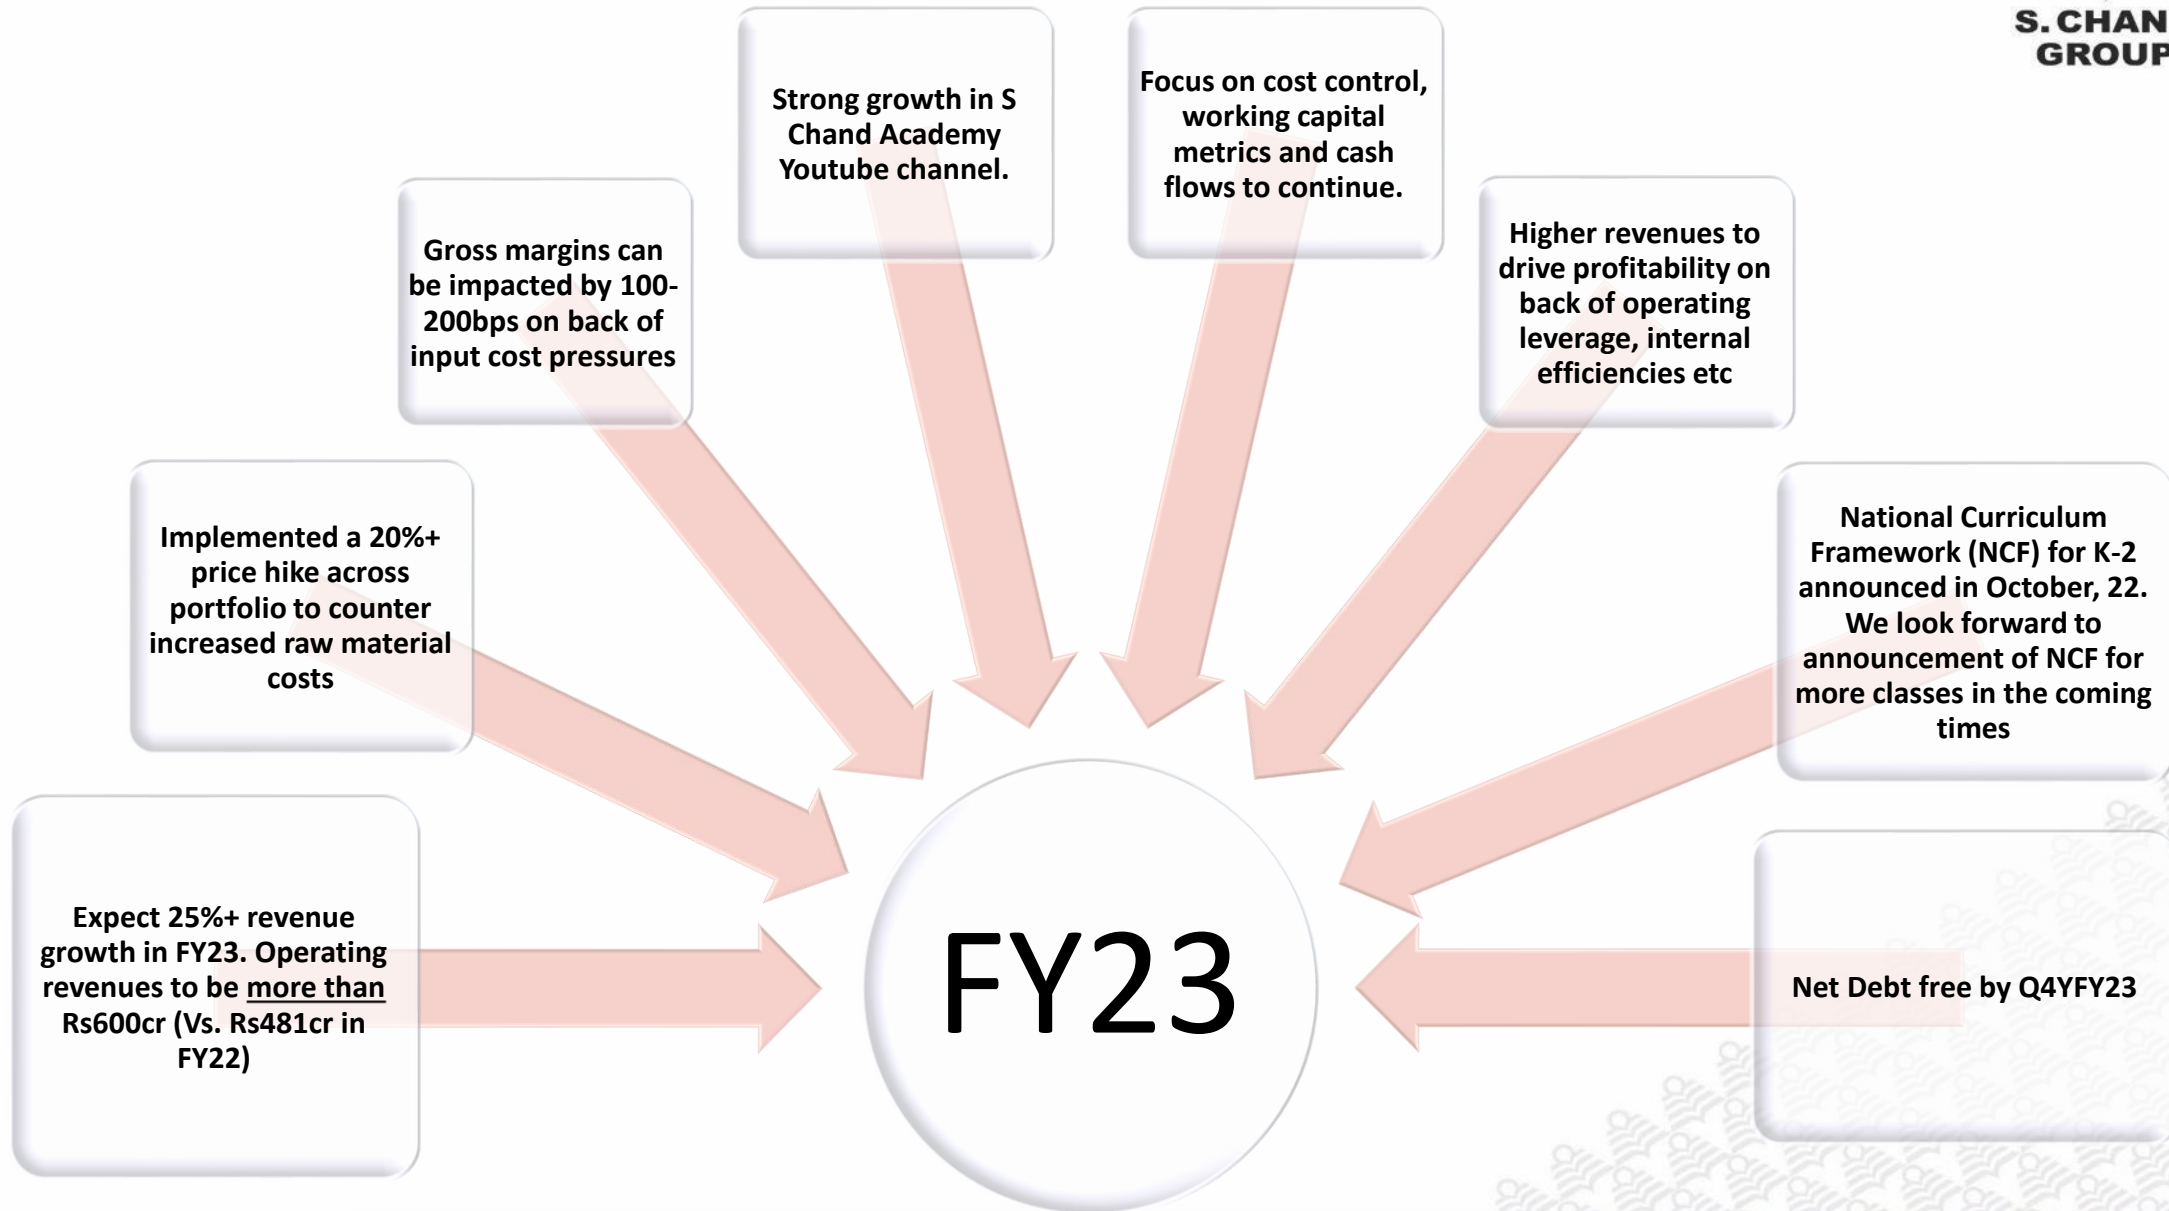 S. CHAN
GROUP
Strong growth in S
Chand Academy
Youtube channel.
Focus on cost control,
working capital
metrics and cash
flows to continue.
Gross margins can
be impacted by 100-
200bps on back of
input cost pressures
Higher revenues to
drive profitability on
back of operating
leverage, internal
efficiencies etc
Implemented a 20%+
price hike across
portfolio to counter
increased raw material
costs
National Curriculum
Framework (NCF) for K-2
announced in October, 22.
We look forward to
announcement of NCF for
more classes in the coming
times
Expect 25%+ revenue
growth in FY23. Operating
revenues to be more than
Rs600cr (Vs. Rs481cr in
FY22)
FY23
Net Debt free by Q4YFY23